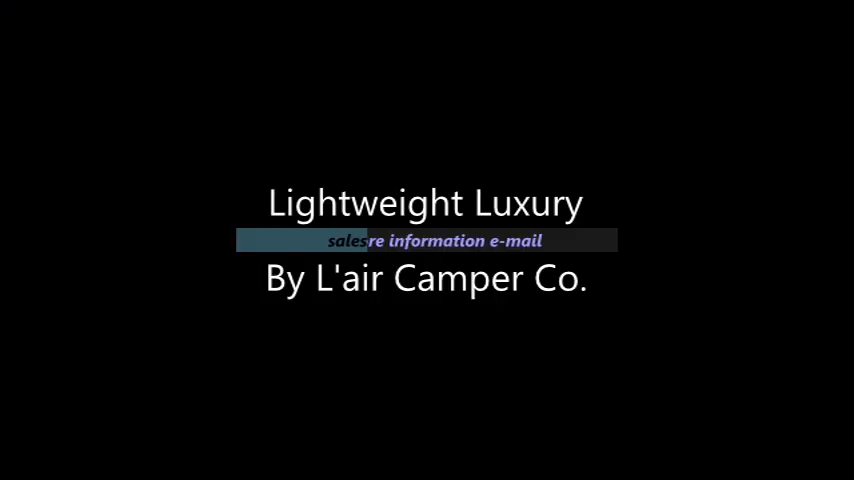 Lightweight Luxury
salesre information e-mail
By L'air Camper Co.